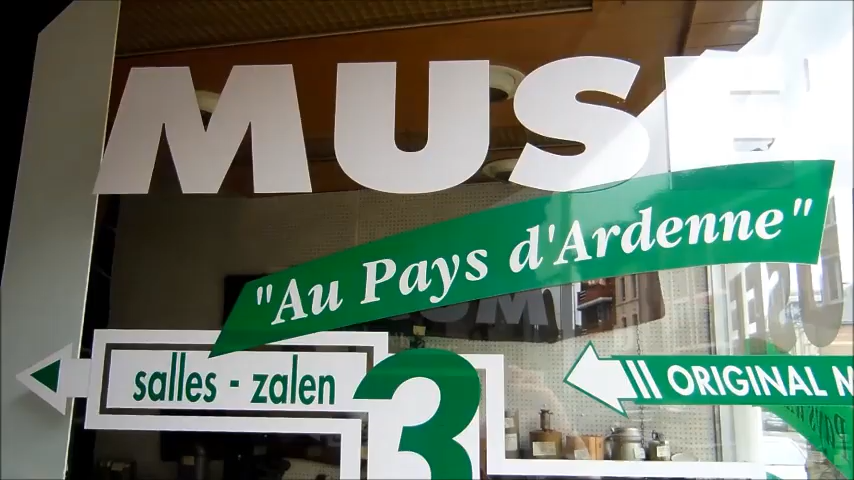 MUSE
"Au Pays d'Ardenne"
salles - zalen
3
ORIGINAL M